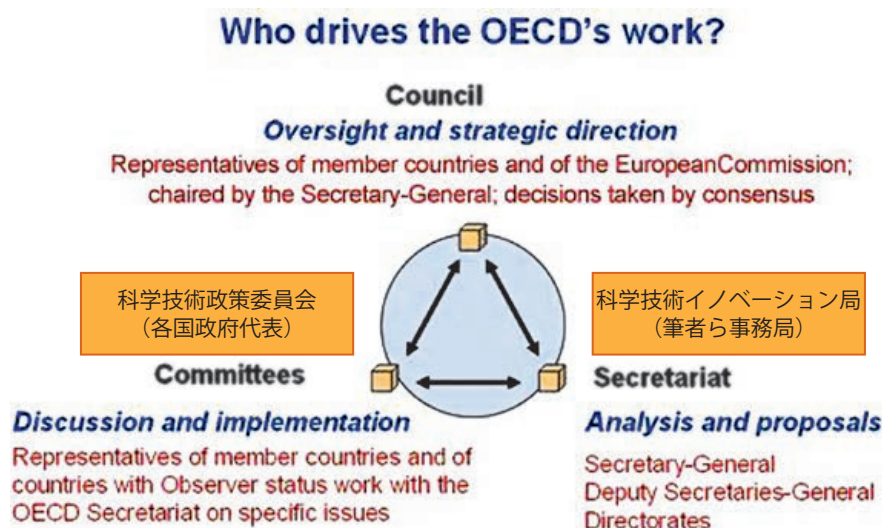 Who drives the OECD's work?
Council
Oversight and strategic direction
Representatives of member countries and of the EuropeanCommission;
chaired by the Secretary-General; decisions taken by consensus
科学技術政策委員会
（各国政府代表）
科学技術イノベーション局
（筆者ら事務局）
Committees
Secretariat
Discussion and implementation
Representatives of member countries and of
countries with Observer status work with the
OECD Secretariat on specific issues
Analysis and proposals
Secretary-General
Deputy Secretaries-General
Directorates